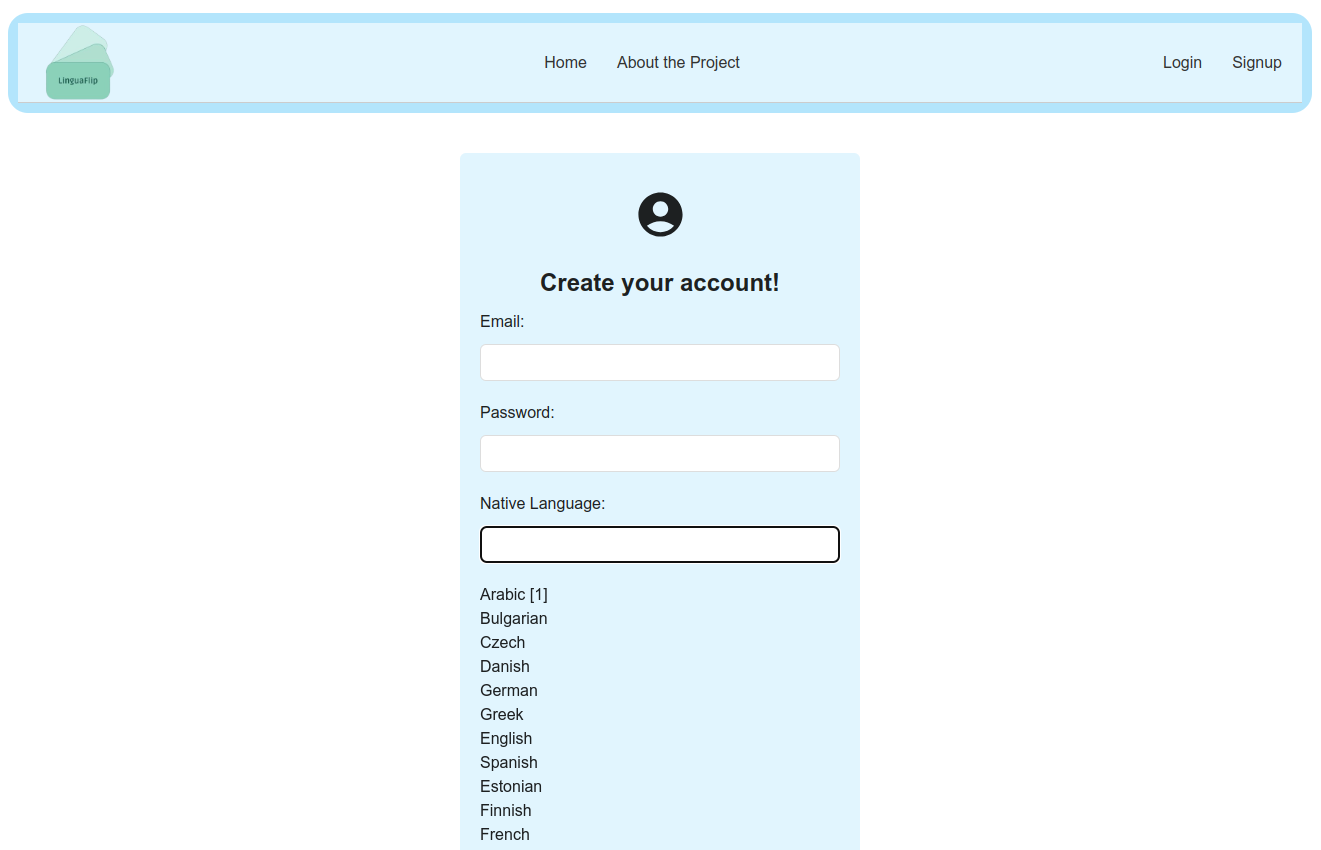 LinguaFlip
Home About the Project Login Signup
Create your account!
Email:
Password:
Native Language:
Arabic [1]
Bulgarian
Czech
Danish
German
Greek
English
Spanish
Estonian
Finnish
French